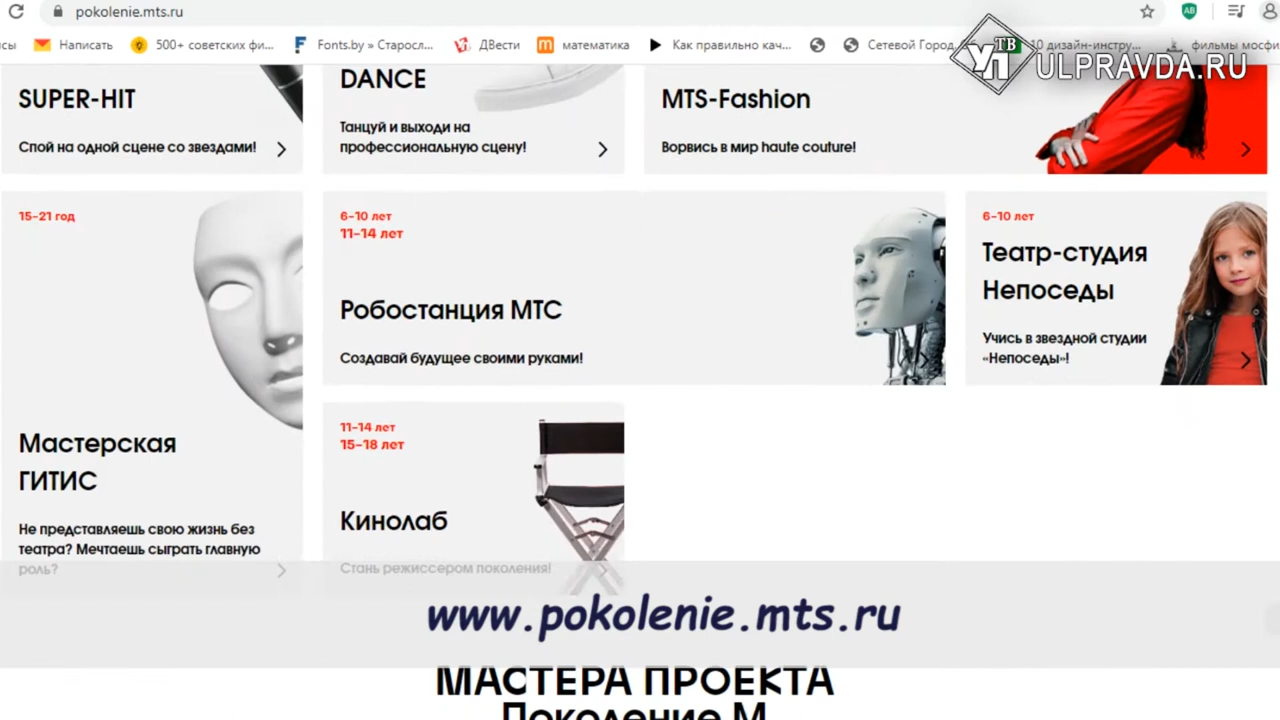 pokolenie.mts.ru
Написать
500+ советских фи...
Fonts.by » Старосл...
ДВести
математика
Как правильно кач...
Сетевой Город.
10 дизайн-инстру...
фильмы мосфи
УП ТВ
ULPRAVDA.RU
SUPER-HIT
Спой на одной сцене со звездами!
DANCE
Танцуй и выходи на
профессиональную сцену!
MTS-Fashion
Ворвись в мир haute couture!
15-21 год
Мастерская
ГИТИС
Не представляешь свою жизнь без
театра? Мечтаешь сыграть главную
роль?
6-10 лет
11-14 лет
Робостанция МТС
Создавай будущее своими руками!
6-10 лет
Театр-студия
Непоседы
Учись в звездной студии
«Непоседы»!
11-14 лет
15-18 лет
Кинолаб
Стань режиссером поколения!
www.pokolenie.mts.ru
МАСТЕРА ПРОЕКТА
Поколение М